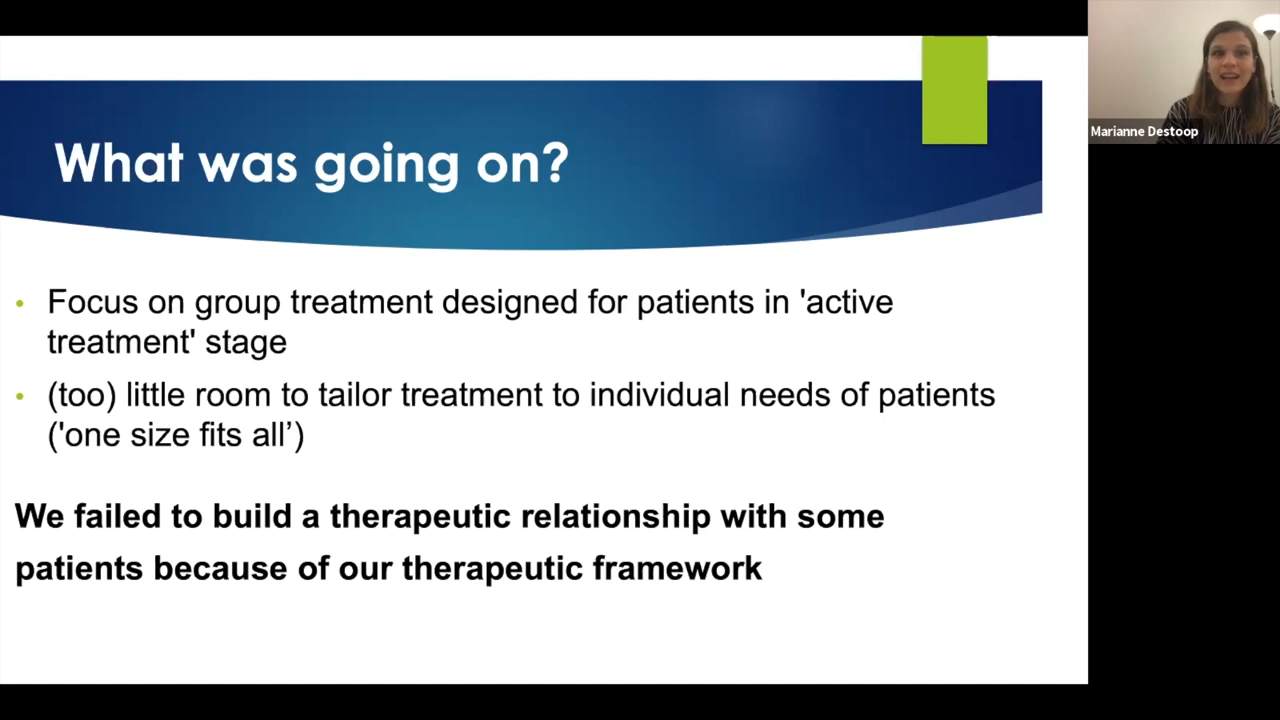 What was going on?
Marianne Destoop
• Focus on group treatment designed for patients in 'active
treatment' stage
• (too) little room to tailor treatment to individual needs of patients
('one size fits all’)
We failed to build a therapeutic relationship with some
patients because of our therapeutic framework